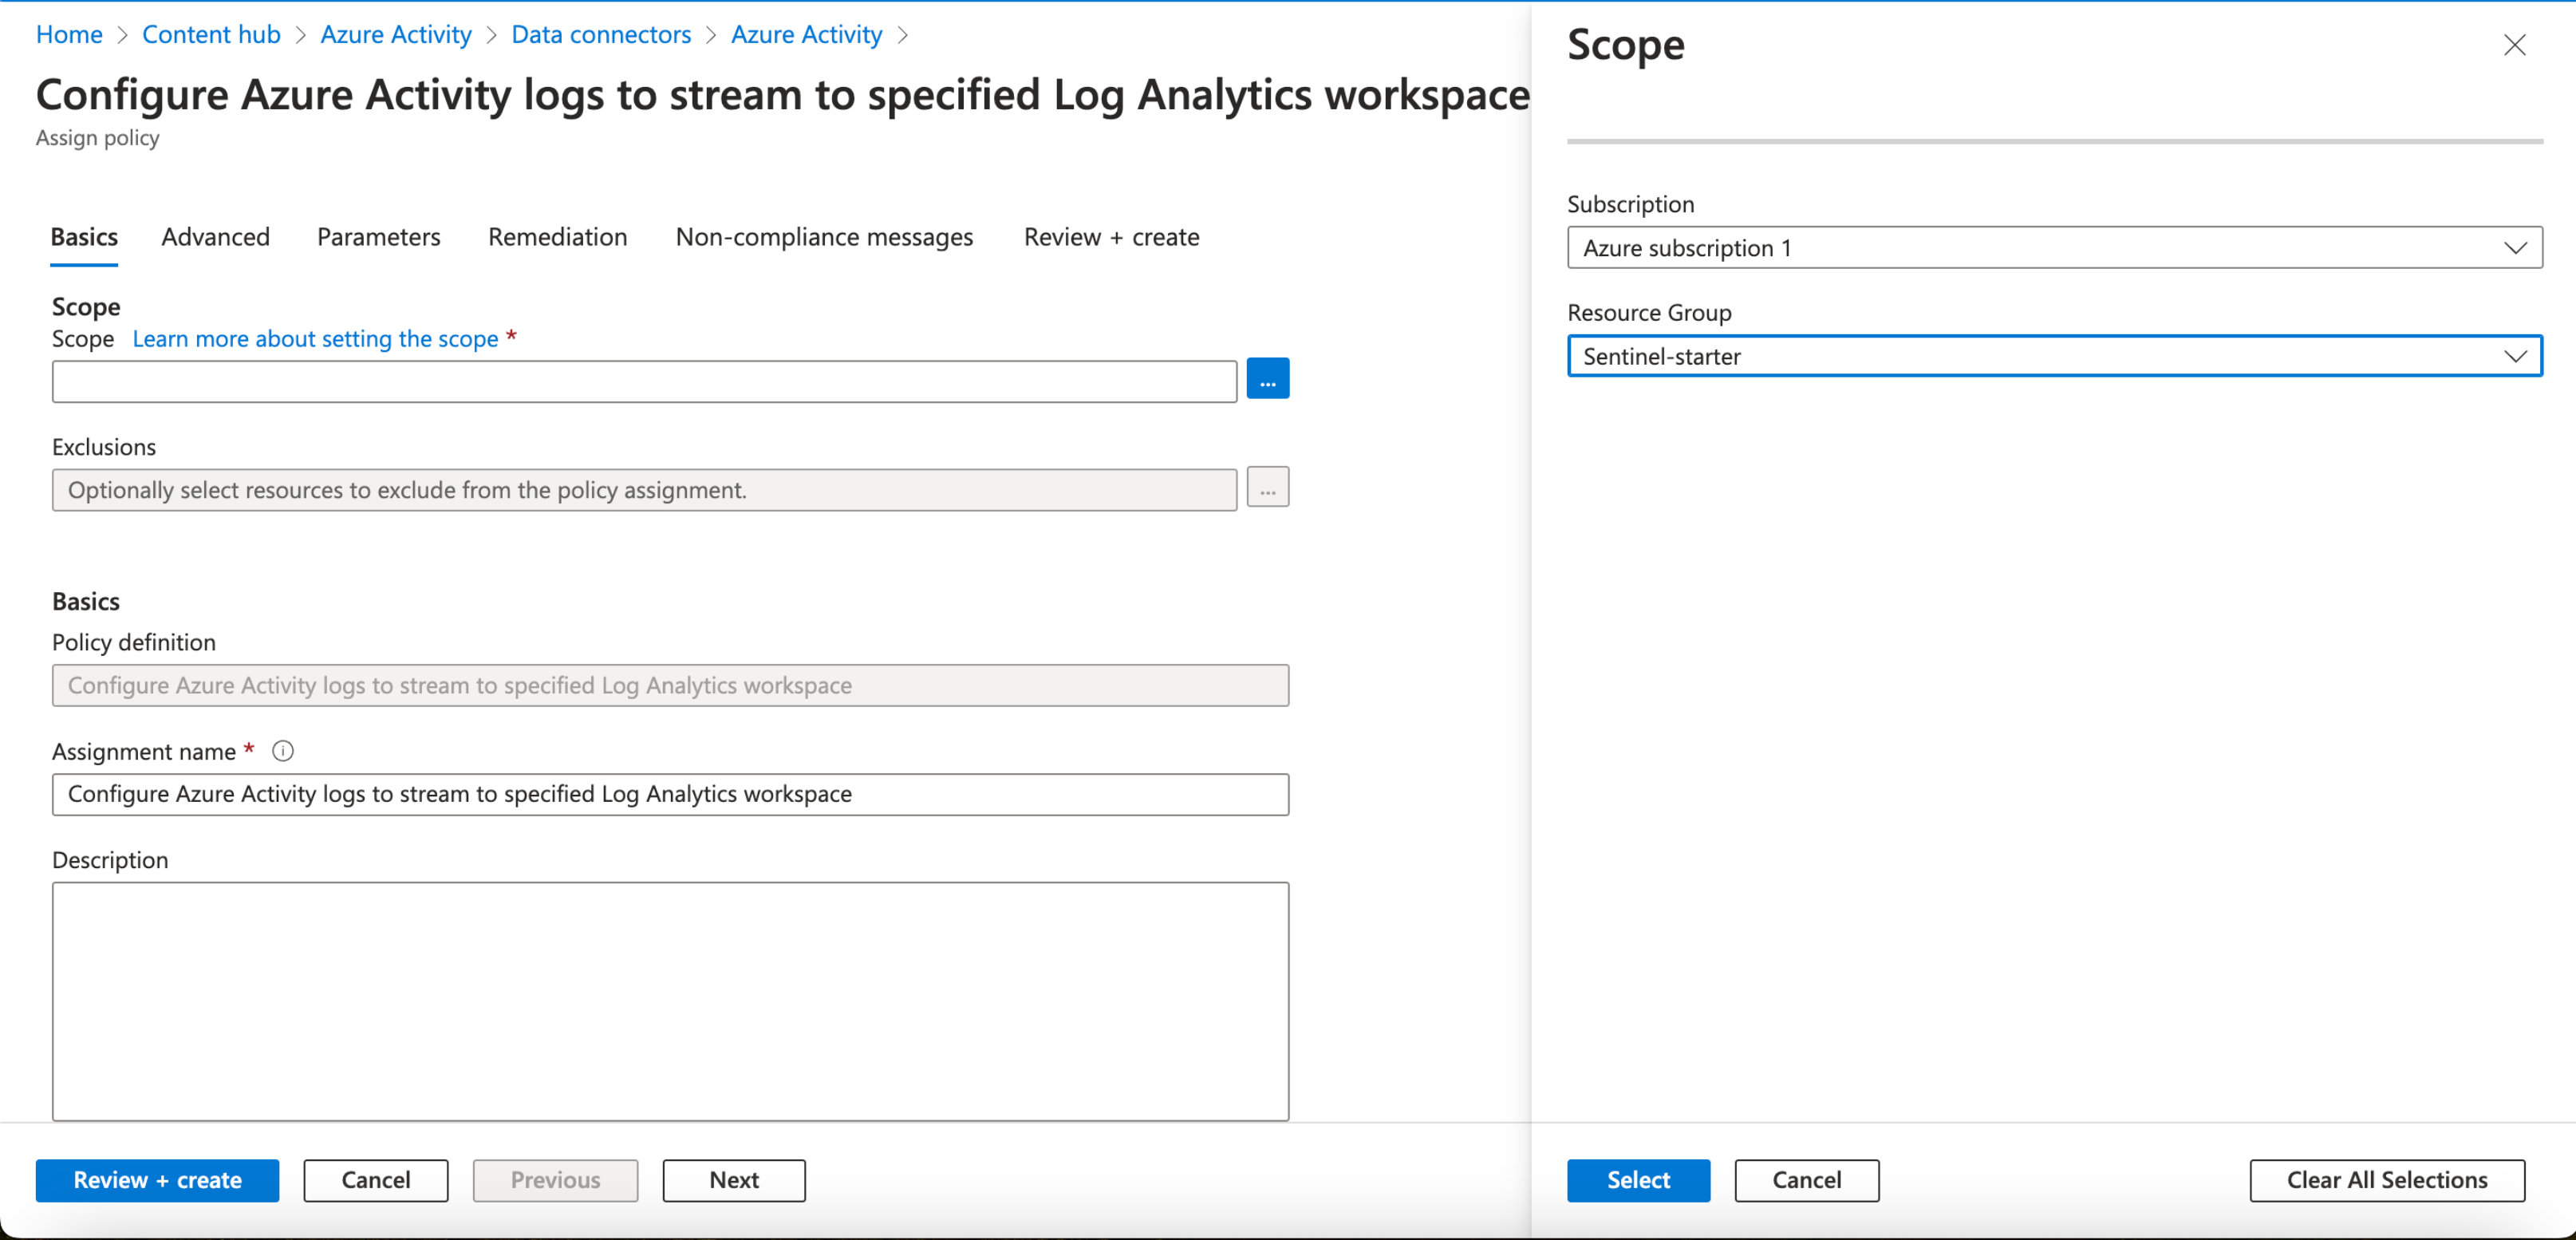 Home > Content hub > Azure Activity > Data connectors > Azure Activity >
Configure Azure Activity logs to stream to specified Log Analytics workspace
Assign policy
Basics Advanced Parameters Remediation Non-compliance messages Review + create
Scope
Scope Learn more about setting the scope *
...
Exclusions
Optionally select resources to exclude from the policy assignment.
...
Basics
Policy definition
Configure Azure Activity logs to stream to specified Log Analytics workspace
Assignment name *
Configure Azure Activity logs to stream to specified Log Analytics workspace
Description
Review + create Cancel Previous Next
Scope
Subscription
Azure subscription 1
Resource Group
Sentinel-starter
Select Cancel Clear All Selections